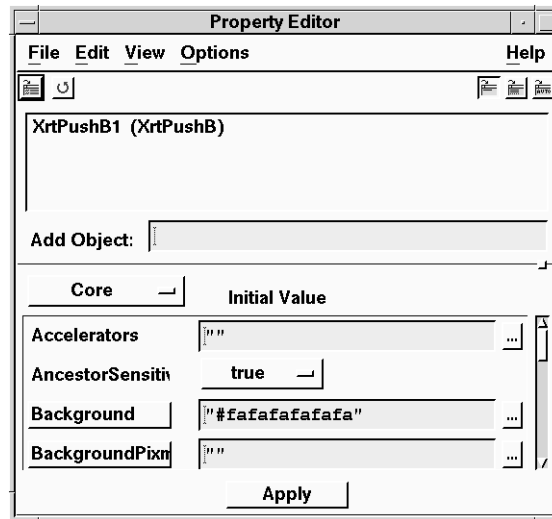 Property Editor
File Edit View Options Help
XrtPushB1 (XrtPushB)
Add Object:
Core Initial Value
Accelerators "" ...
AncestorSensitiv true
Background "#fafafafafafa" ...
BackgroundPixm "" ...
Apply